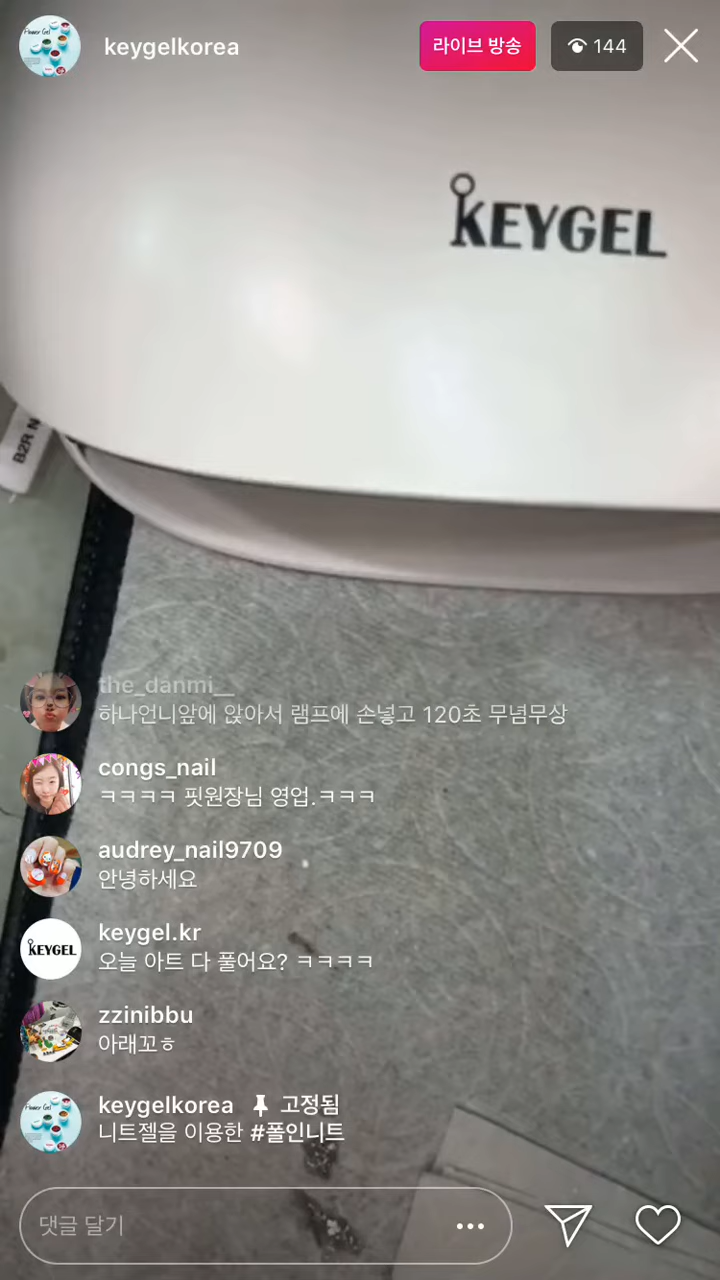 keygelkorea
라이브 방송
144
KEYGEL
B2R N
the_danmi__
하나언니앞에 앉아서 램프에 손넣고 120초 무념무상
congs_nail
ㅋㅋㅋㅋ 핏원장님 영업.ㅋㅋㅋ
audrey_nail9709
안녕하세요
keygel.kr
KEYGEL
오늘 아트 다 풀어요? ㅋㅋㅋㅋ
zzinibbu
아래꼬ㅎ
keygelkorea 고정됨
니트젤을 이용한 #폴인니트
댓글 달기